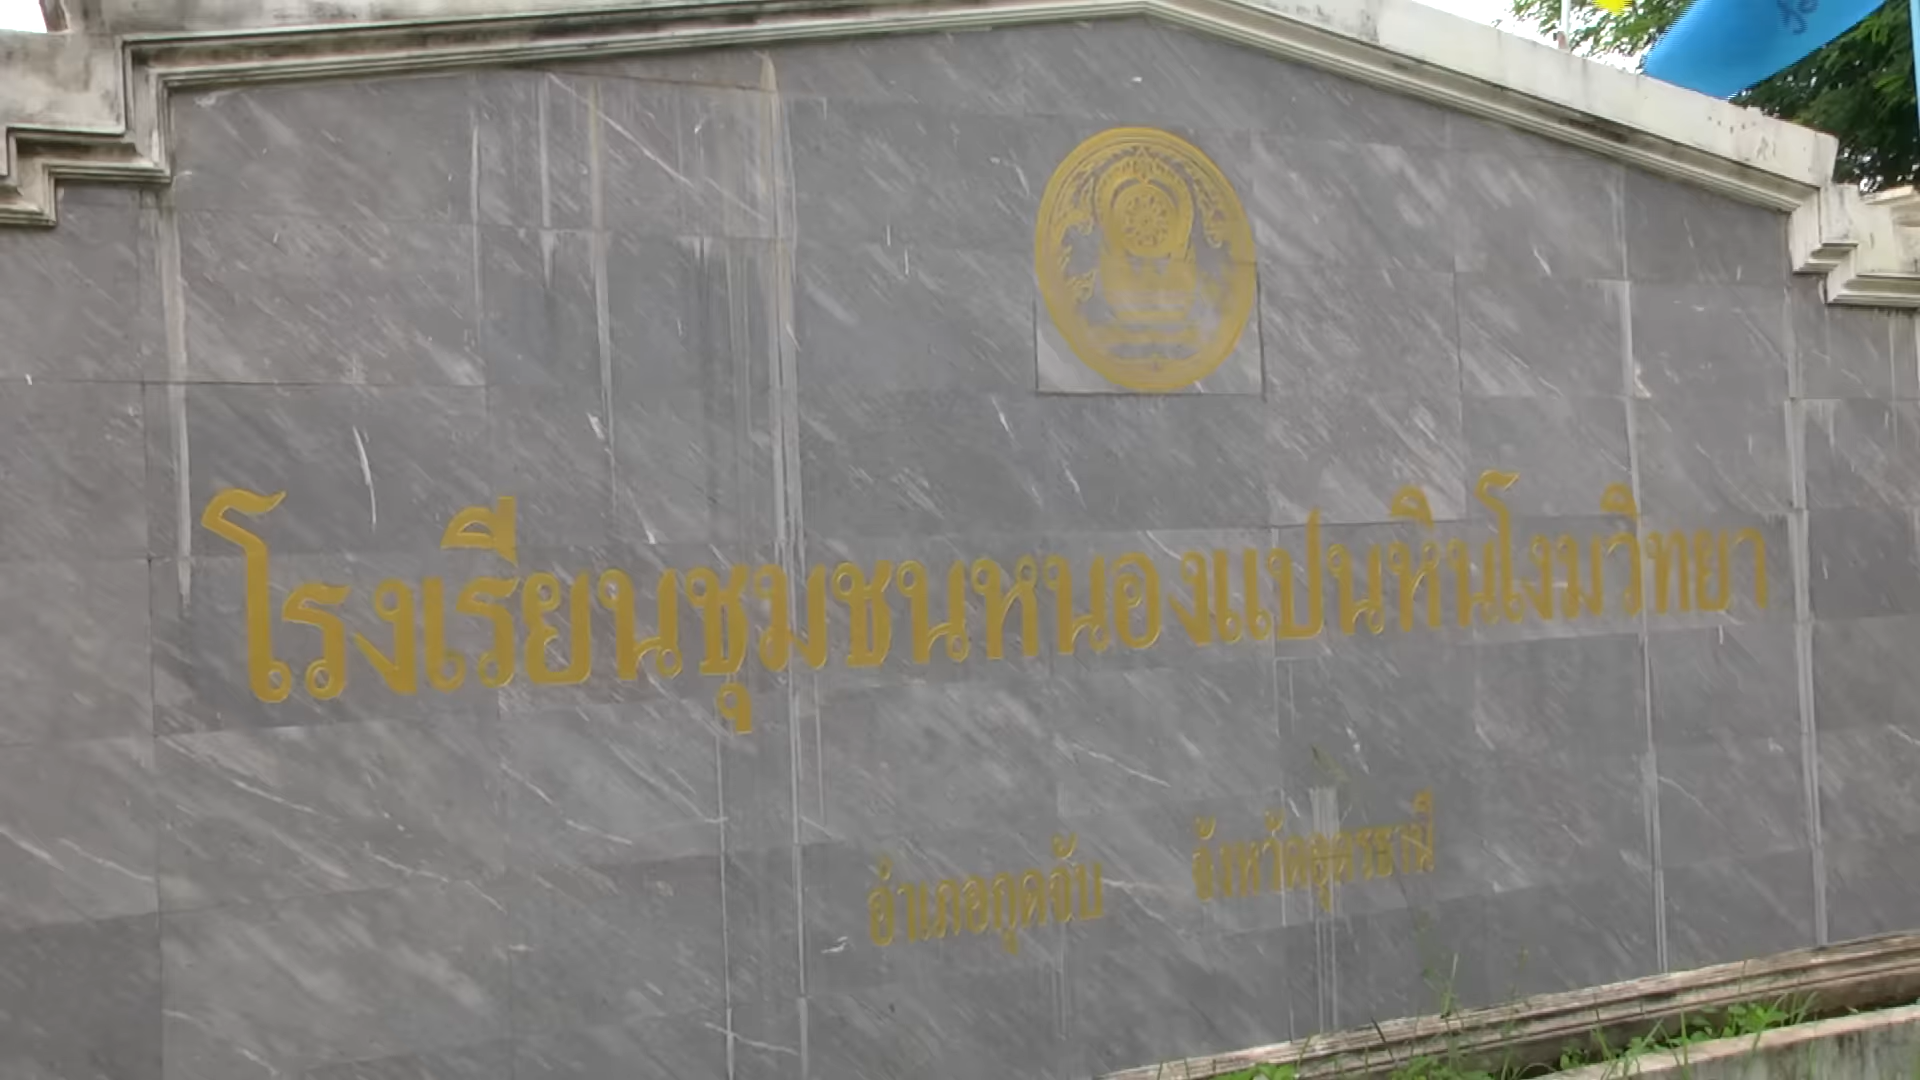 โรงเรียนชุมชนหนองแปนหินโงมวิทยา
อำเภอกุดจับ จังหวัดอุดรธานี